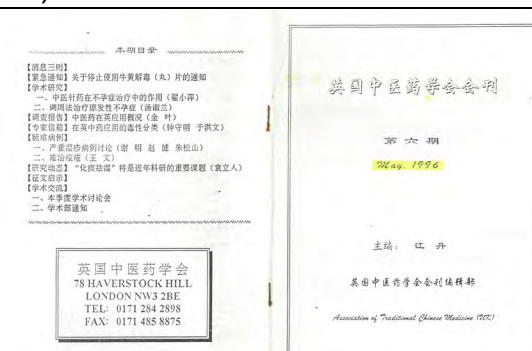 本期目录
【消息三则】
【紧急通知】关于停止使用牛黄解毒（丸）片的通知
【学术研究】
一、中医针药在不孕症治疗中的作用（翟小萍）
二、调周法治疗原发性不孕症（汤淑兰）
【调查报告】中医药在英应用概况（金 叶）
【专家信箱】在英中药应用的毒性分类（钟守明 于洪文）
【疑难病例】
一、严重湿疹病例讨论（谢 明 赵 健 朱松山）
二、难治痤疮（王 文）
【研究动态】“化痰祛湿”将是近年科研的重要课题（袁立人）
【征文启示】
【学术交流】
一、本季度学术讨论会
二、学术部通知
英国中医药学会
78 HAVERSTOCK HILL
LONDON NW3 2BE
TEL: 0171 284 2898
FAX: 0171 485 8875
英国中医药学会会刊
第六期
May. 1996
主编： 江 丹
英国中医药学会会刊编辑部
Association of Traditional Chinese Medicine (UK)